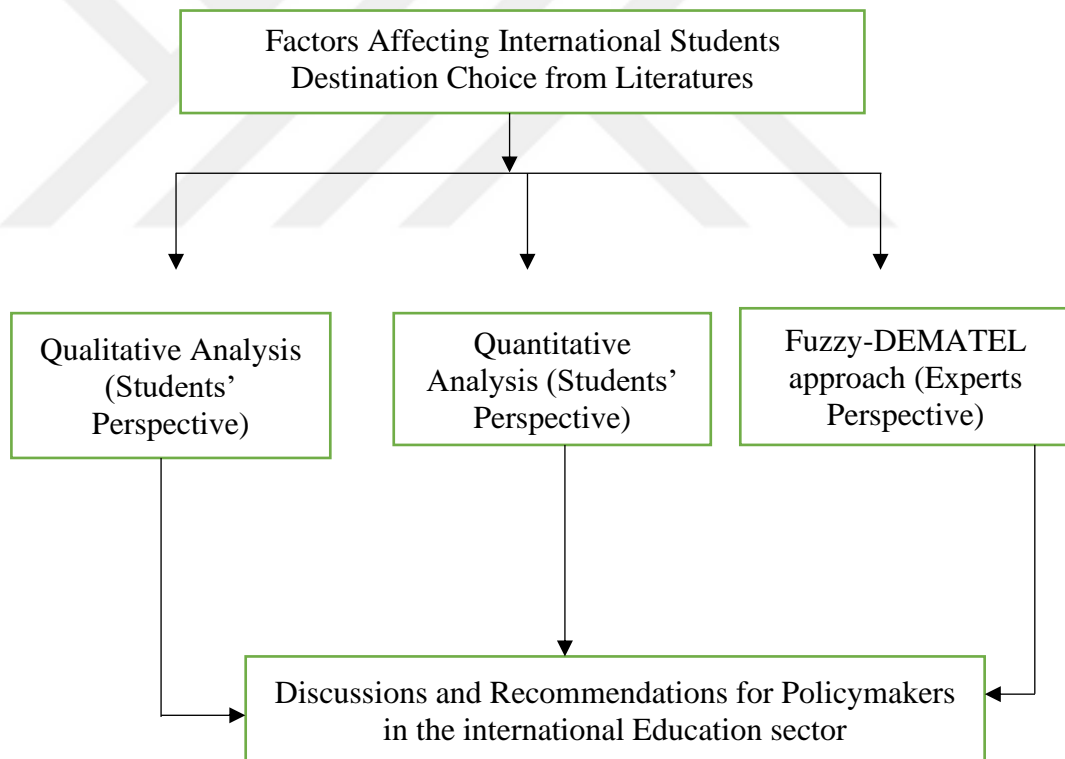 Factors Affecting International Students
Destination Choice from Literatures
Qualitative Analysis
(Students’
Perspective)
Quantitative
Analysis (Students’
Perspective)
Fuzzy-DEMATEL
approach (Experts
Perspective)
Discussions and Recommendations for Policymakers
in the international Education sector